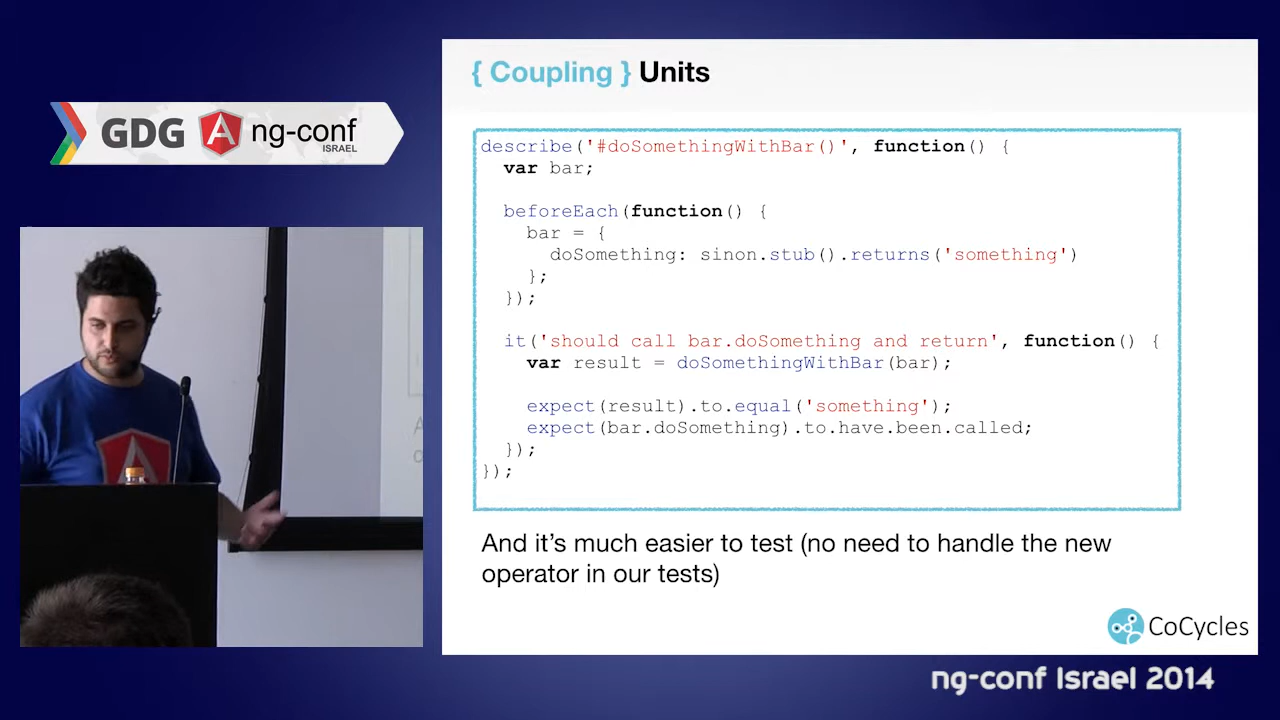 GDG ng-conf
ISRAEL
{ Coupling } Units
describe('#doSomethingWithBar()', function() {
var bar;
beforeEach(function() {
bar = {
doSomething: sinon.stub().returns('something')
};
});
it('should call bar.doSomething and return', function() {
var result = doSomethingWithBar(bar);
expect(result).to.equal('something');
expect(bar.doSomething).to.have.been.called;
});
});
And it's much easier to test (no need to handle the new
operator in our tests)
CoCycles
ng-conf Israel 2014